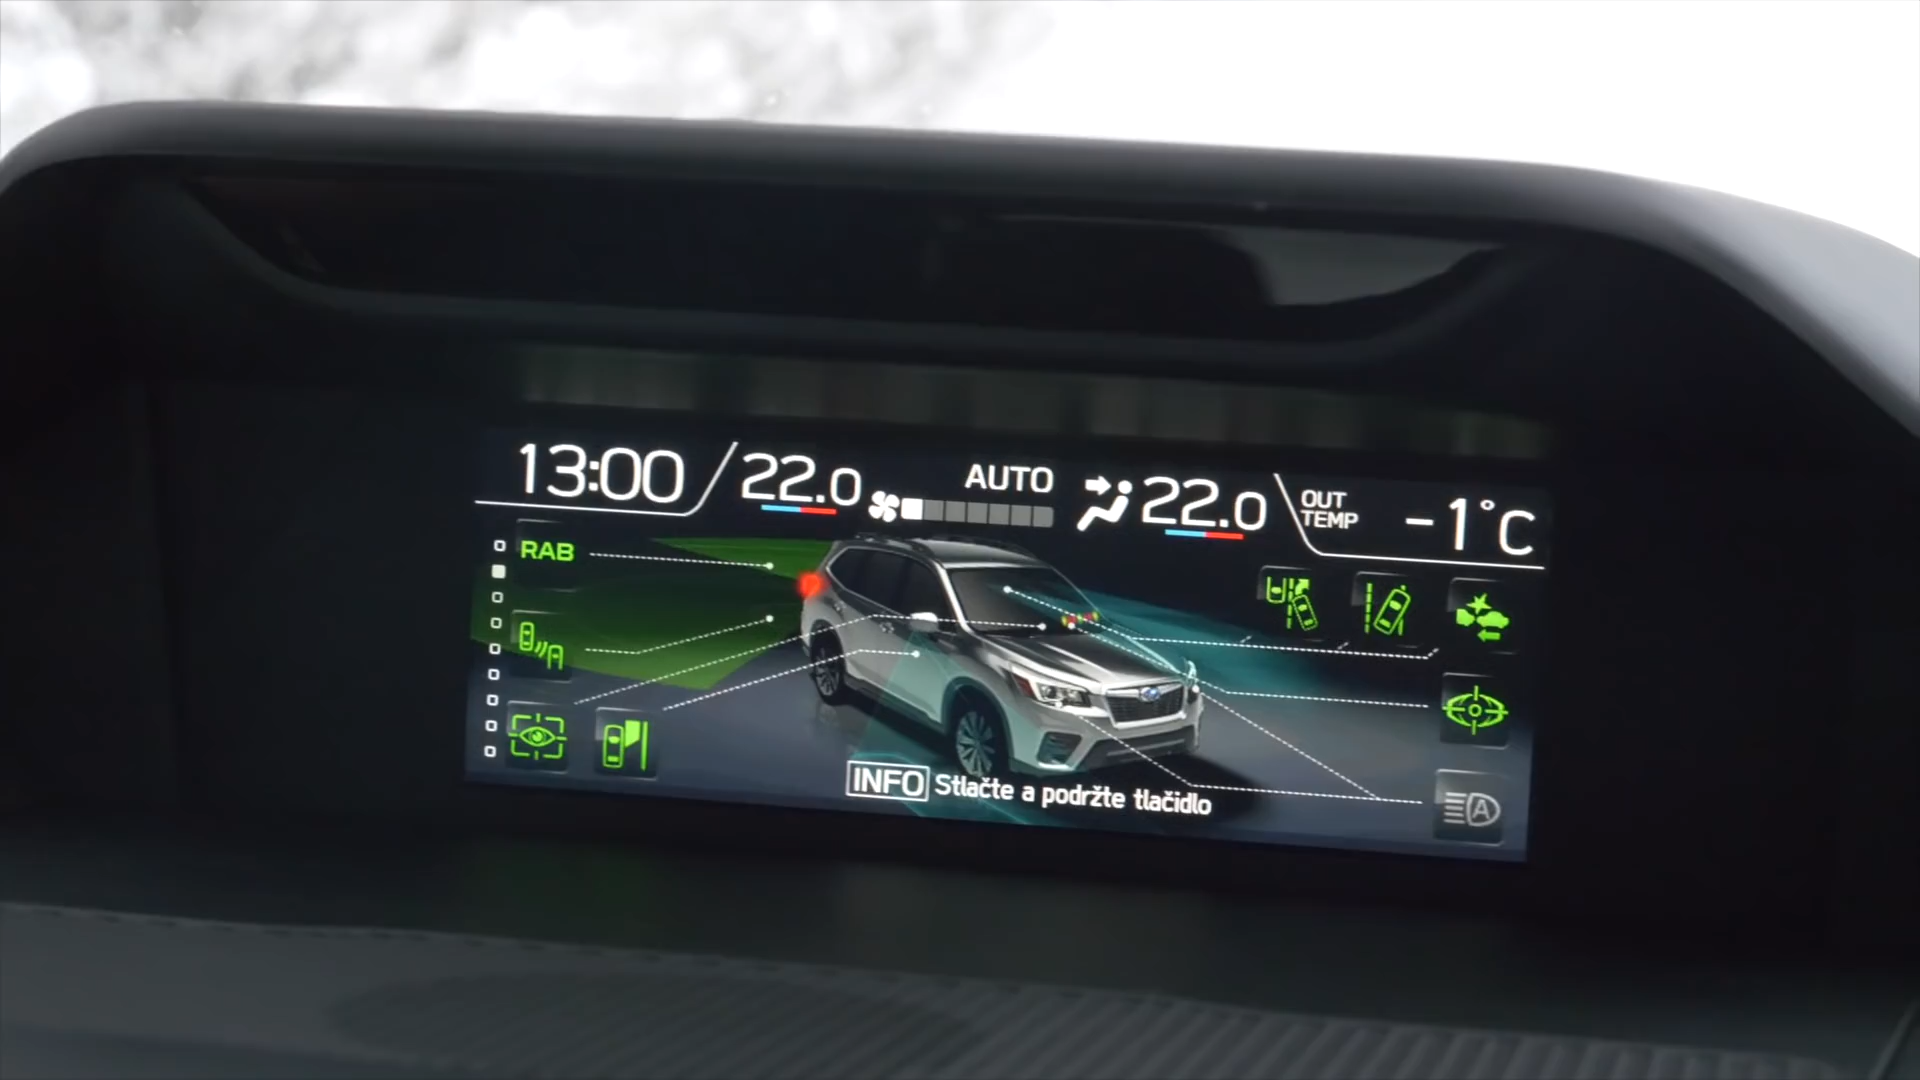 13:00
22.0
AUTO
22.0
OUT
TEMP
-1°C
RAB
A
INFO Stlačte a podržte tlačidlo